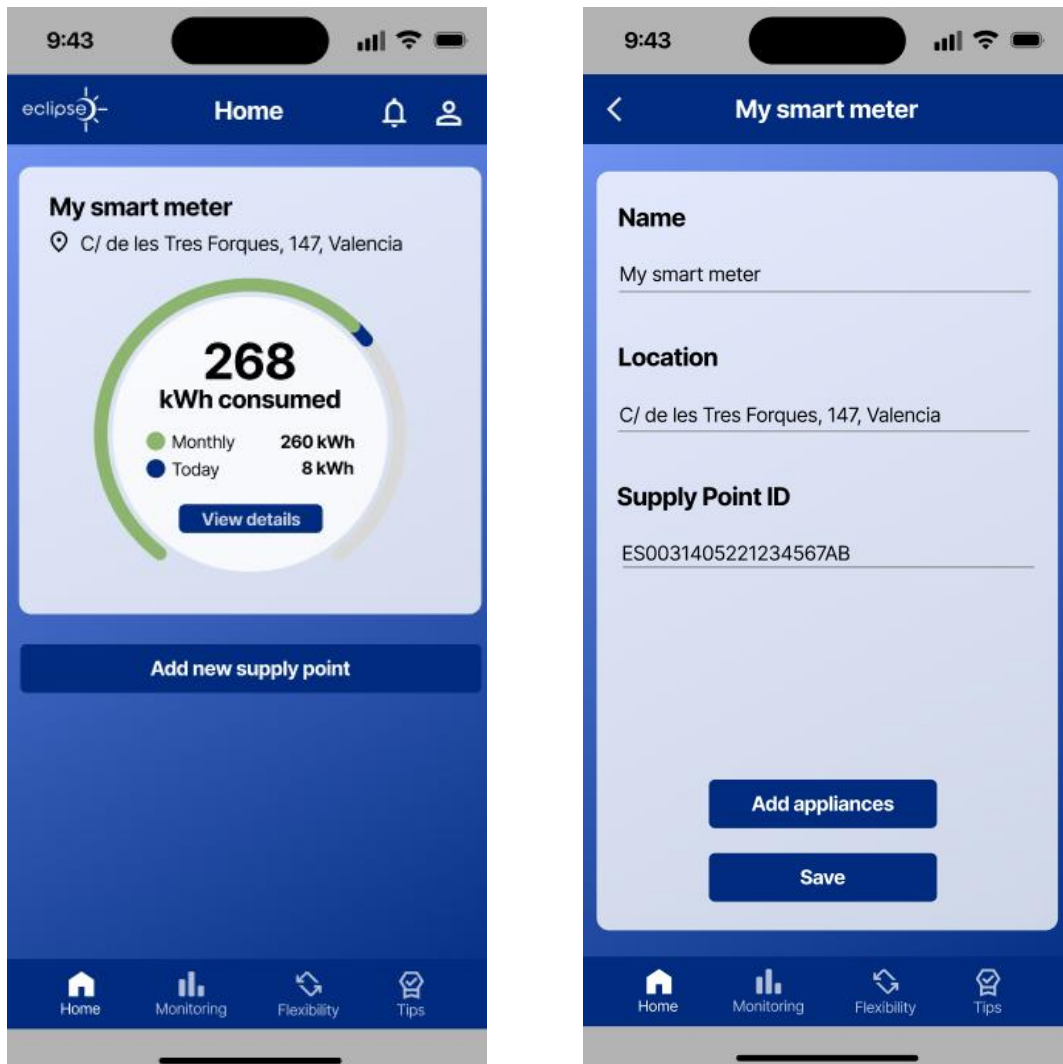 9:43
eclipse
Home
My smart meter
C/ de les Tres Forques, 147, Valencia
268
kWh consumed
Monthly 260 kWh
Today 8 kWh
View details
Add new supply point
Home Monitoring Flexibility Tips
9:43
My smart meter
Name
My smart meter
Location
C/ de les Tres Forques, 147, Valencia
Supply Point ID
ES0031405221234567AB
Add appliances
Save
Home Monitoring Flexibility Tips